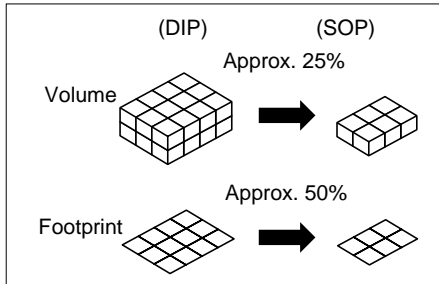 (DIP) (SOP)
Approx. 25%
Volume
Approx. 50%
Footprint